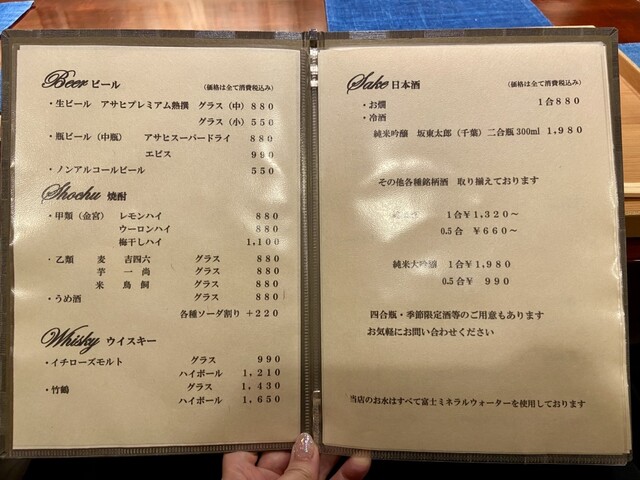 Beer ビール (価格は全て消費税込み)
・生ビール アサヒプレミアム熟撰 グラス(中) 880
グラス(小) 550
・瓶ビール(中瓶) アサヒスーパードライ 880
エビス 990
・ノンアルコールビール 550
Shochu 焼酎
・甲類(金宮) レモンハイ 880
ウーロンハイ 880
梅干しハイ 1,100
・乙類 麦 吉四六 グラス 880
芋 一尚 グラス 880
米 鳥飼 グラス 880
・うめ酒 グラス 880
各種ソーダ割り +220
Whisky ウイスキー
・イチローズモルト グラス 990
ハイボール 1,210
・竹鶴 グラス 1,430
ハイボール 1,650
Sake 日本酒 (価格は全て消費税込み)
・お燗 1合880
・冷酒
純米吟醸 坂東太郎(千葉)二合瓶300ml 1,980
その他各種銘柄酒 取り揃えております
1合¥1,320~
0.5合 ¥660~
純米大吟醸 1合¥1,980
0.5合 ¥990
四合瓶・季節限定酒等のご用意もあります
お気軽にお問い合わせください
当店のお水はすべて富士ミネラルウォーターを使用しております